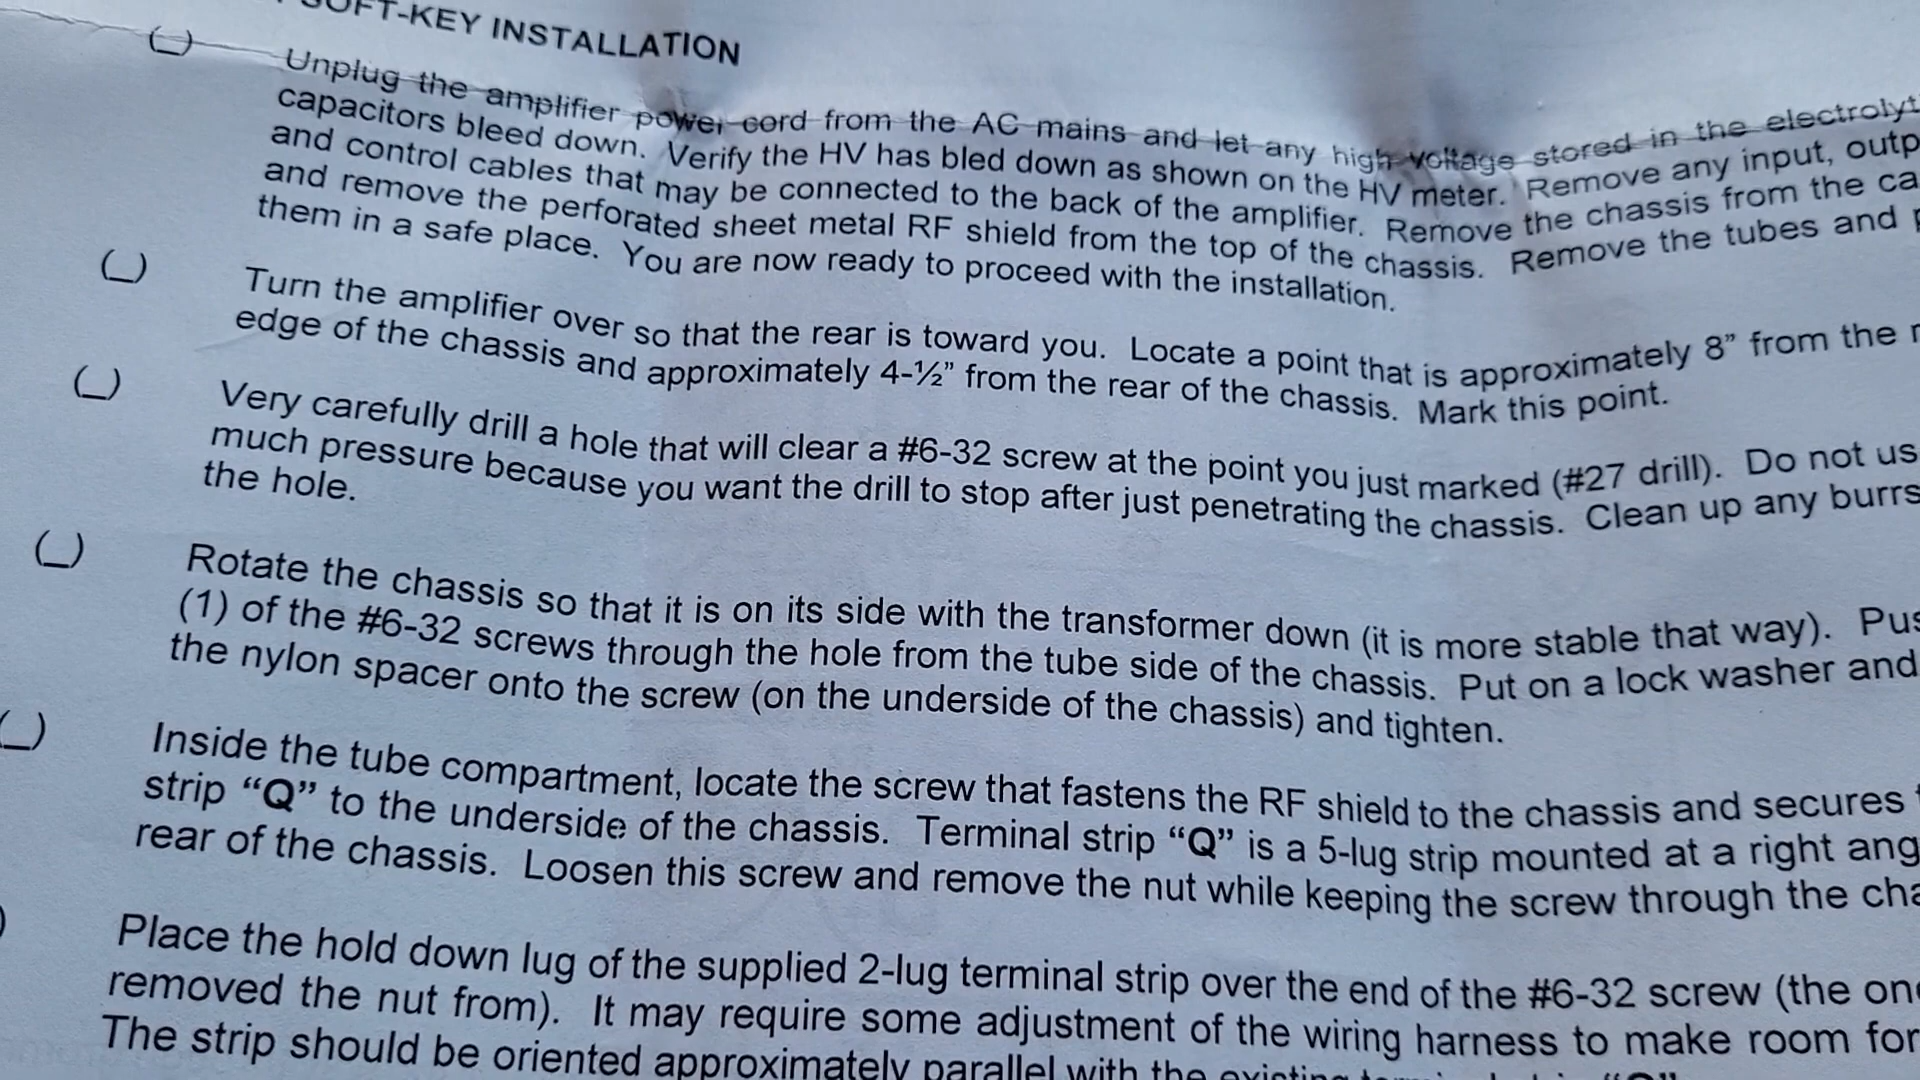 SOFT-KEY INSTALLATION
(_) Unplug the amplifier power cord from the AC mains and let any high voltage stored in the
capacitors bleed down. Verify the HV has bled down as shown on the HV meter. Remove any input,
and control cables that may be connected to the back of the amplifier. Remove the chassis from the
and remove the perforated sheet metal RF shield from the top of the chassis. Remove the tubes and
them in a safe place. You are now ready to proceed with the installation.
(_) Turn the amplifier over so that the rear is toward you. Locate a point that is approximately 8” from the
edge of the chassis and approximately 4-½” from the rear of the chassis. Mark this point.
(_) Very carefully drill a hole that will clear a #6-32 screw at the point you just marked (#27 drill). Do not
much pressure because you want the drill to stop after just penetrating the chassis. Clean up any burrs
the hole.
(_) Rotate the chassis so that it is on its side with the transformer down (it is more stable that way).
(1) of the #6-32 screws through the hole from the tube side of the chassis. Put on a lock washer and
the nylon spacer onto the screw (on the underside of the chassis) and tighten.
(_) Inside the tube compartment, locate the screw that fastens the RF shield to the chassis and secures
strip “Q” to the underside of the chassis. Terminal strip “Q” is a 5-lug strip mounted at a right
rear of the chassis. Loosen this screw and remove the nut while keeping the screw through the
) Place the hold down lug of the supplied 2-lug terminal strip over the end of the #6-32 screw (the
removed the nut from). It may require some adjustment of the wiring harness to make room for
The strip should be oriented approximately parallel with the existing